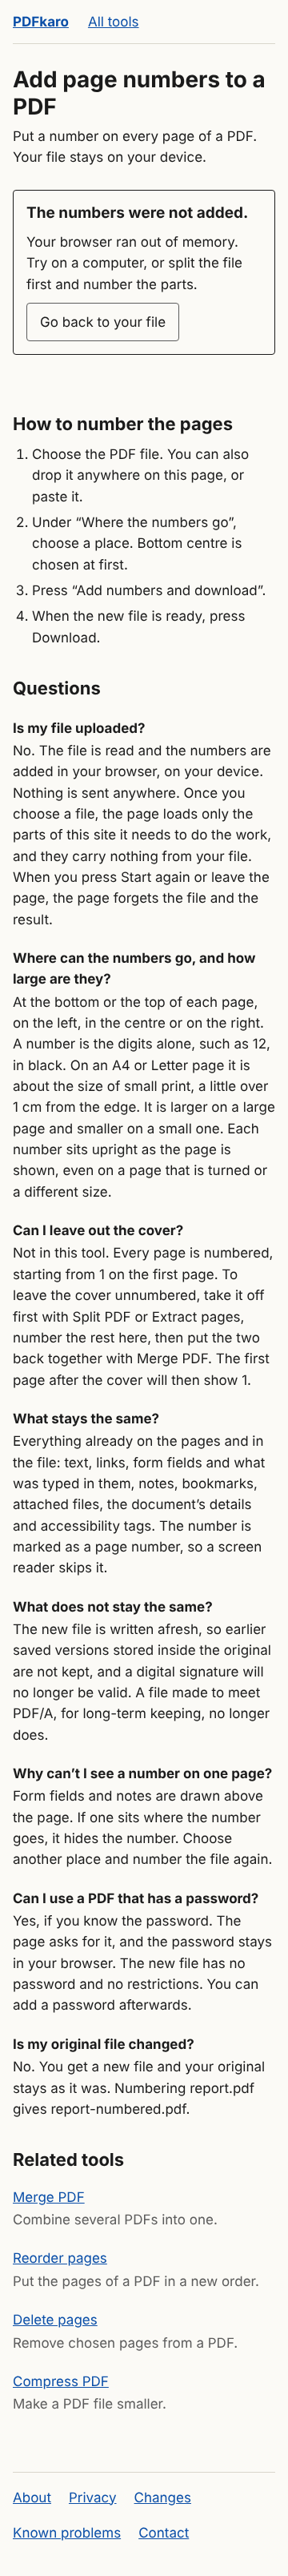 PDFkaro All tools
Add page numbers to a
PDF
Put a number on every page of a PDF.
Your file stays on your device.
The numbers were not added.
Your browser ran out of memory.
Try on a computer, or split the file
first and number the parts.
Go back to your file
How to number the pages
1. Choose the PDF file. You can also
drop it anywhere on this page, or
paste it.
2. Under “Where the numbers go”,
choose a place. Bottom centre is
chosen at first.
3. Press “Add numbers and download”.
4. When the new file is ready, press
Download.
Questions
Is my file uploaded?
No. The file is read and the numbers are
added in your browser, on your device.
Nothing is sent anywhere. Once you
choose a file, the page loads only the
parts of this site it needs to do the work,
and they carry nothing from your file.
When you press Start again or leave the
page, the page forgets the file and the
result.
Where can the numbers go, and how
large are they?
At the bottom or the top of each page,
on the left, in the centre or on the right.
A number is the digits alone, such as 12,
in black. On an A4 or Letter page it is
about the size of small print, a little over
1 cm from the edge. It is larger on a large
page and smaller on a small one. Each
number sits upright as the page is
shown, even on a page that is turned or
a different size.
Can I leave out the cover?
Not in this tool. Every page is numbered,
starting from 1 on the first page. To
leave the cover unnumbered, take it off
first with Split PDF or Extract pages,
number the rest here, then put the two
back together with Merge PDF. The first
page after the cover will then show 1.
What stays the same?
Everything already on the pages and in
the file: text, links, form fields and what
was typed in them, notes, bookmarks,
attached files, the document’s details
and accessibility tags. The number is
marked as a page number, so a screen
reader skips it.
What does not stay the same?
The new file is written afresh, so earlier
saved versions stored inside the original
are not kept, and a digital signature will
no longer be valid. A file made to meet
PDF/A, for long-term keeping, no longer
does.
Why can’t I see a number on one page?
Form fields and notes are drawn above
the page. If one sits where the number
goes, it hides the number. Choose
another place and number the file again.
Can I use a PDF that has a password?
Yes, if you know the password. The
page asks for it, and the password stays
in your browser. The new file has no
password and no restrictions. You can
add a password afterwards.
Is my original file changed?
No. You get a new file and your original
stays as it was. Numbering report.pdf
gives report-numbered.pdf.
Related tools
Merge PDF
Combine several PDFs into one.
Reorder pages
Put the pages of a PDF in a new order.
Delete pages
Remove chosen pages from a PDF.
Compress PDF
Make a PDF file smaller.
About Privacy Changes
Known problems Contact